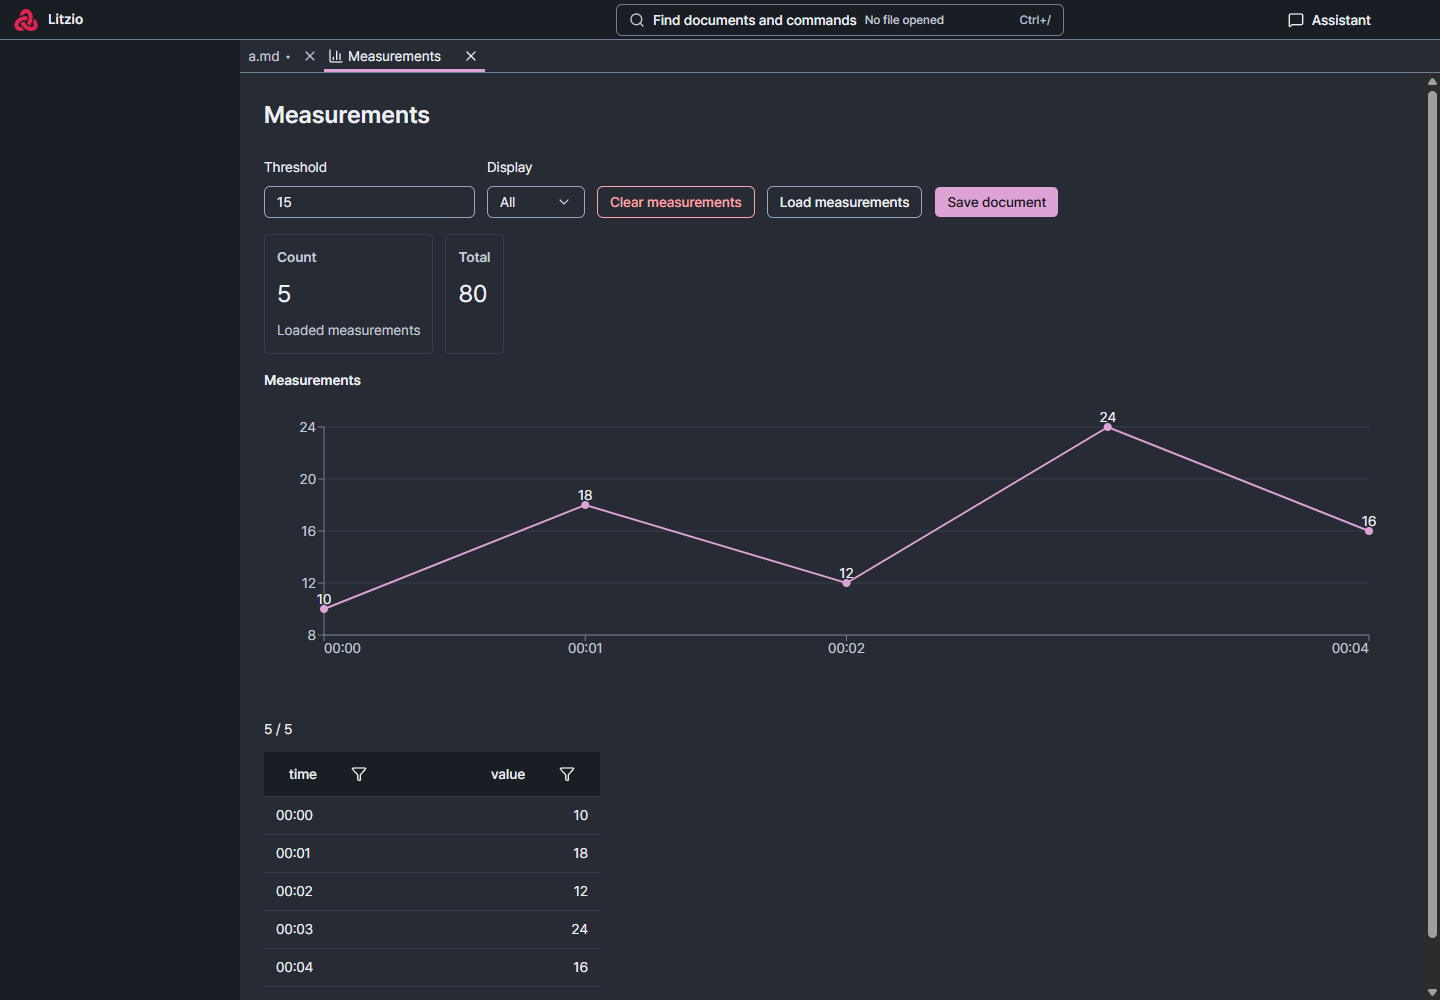 Litzio
Find documents and commands No file opened Ctrl+/
Assistant
a.md •
Measurements
Measurements
Threshold
Display
15
All
Clear measurements
Load measurements
Save document
Count
Total
5
80
Loaded measurements
Measurements
24
20
16
12
8
10
18
12
24
16
00:00
00:01
00:02
00:04
5 / 5
time value
00:00 10
00:01 18
00:02 12
00:03 24
00:04 16